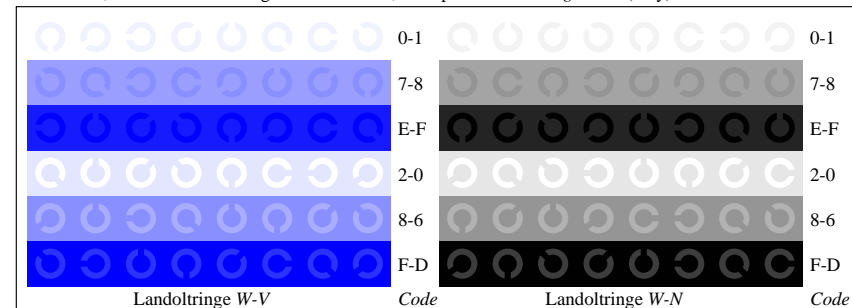 0-1 0-1
7-8 7-8
E-F E-F
2-0 2-0
8-6 8-6
F-D F-D
Landoltringe W-V Code Landoltringe W-N Code